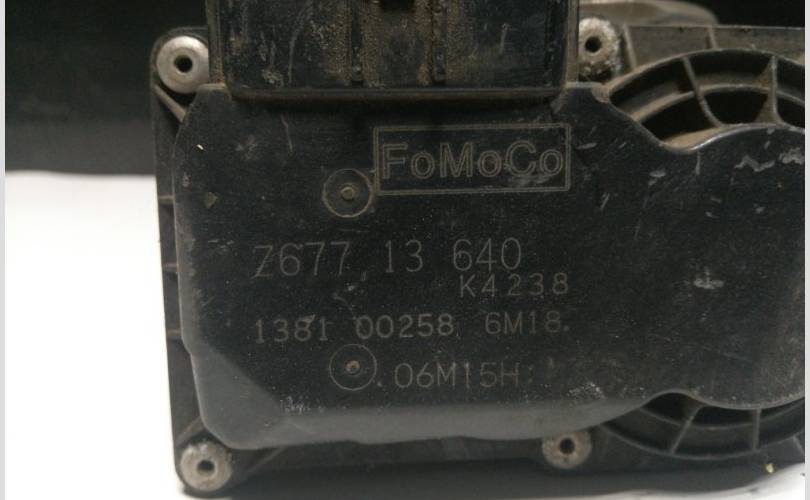 FoMoCo
Z677 13 640
K4238
1381 00258 6M18
06M15H